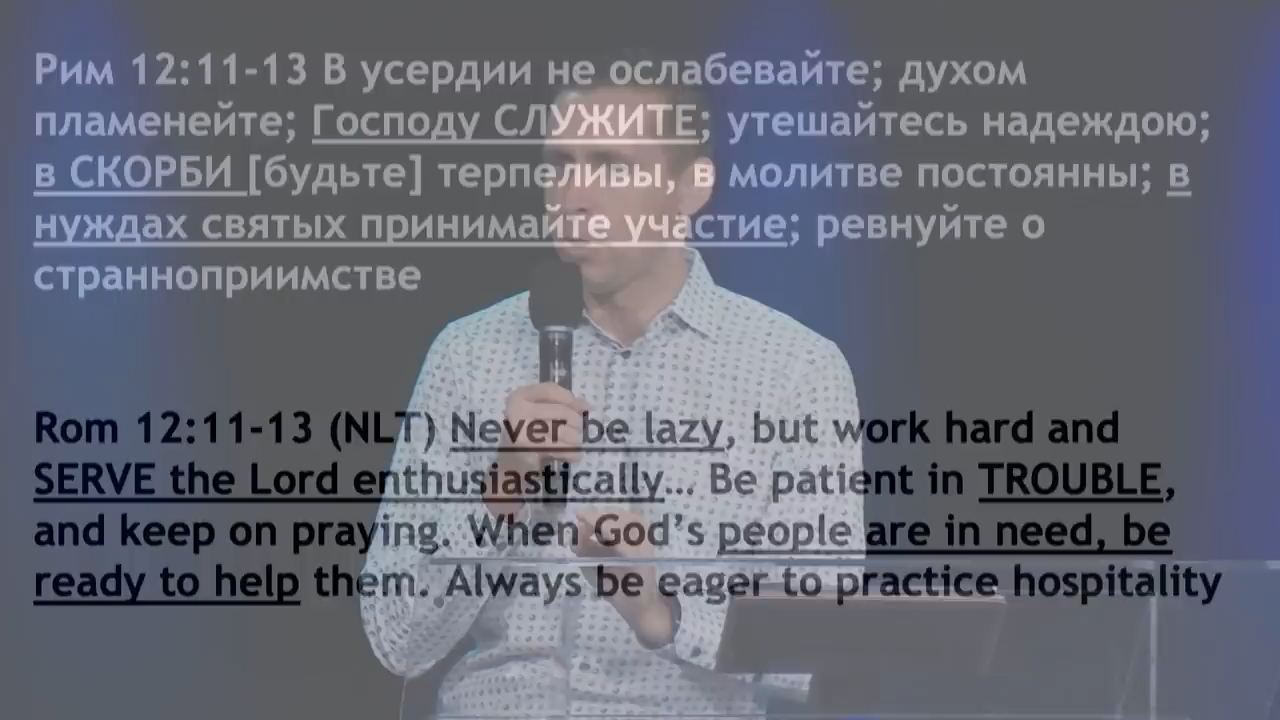 Рим 12:11-13 В усердии не ослабевайте; духом
пламенейте; Господу СЛУЖИТЕ; утешайтесь надеждою;
в СКОРБИ [будьте] терпеливы, в молитве постоянны; в
нуждах святых принимайте участие; ревнуйте о
странноприимстве
Rom 12:11-13 (NLT) Never be lazy, but work hard and
SERVE the Lord enthusiastically… Be patient in TROUBLE,
and keep on praying. When God’s people are in need, be
ready to help them. Always be eager to practice hospitality